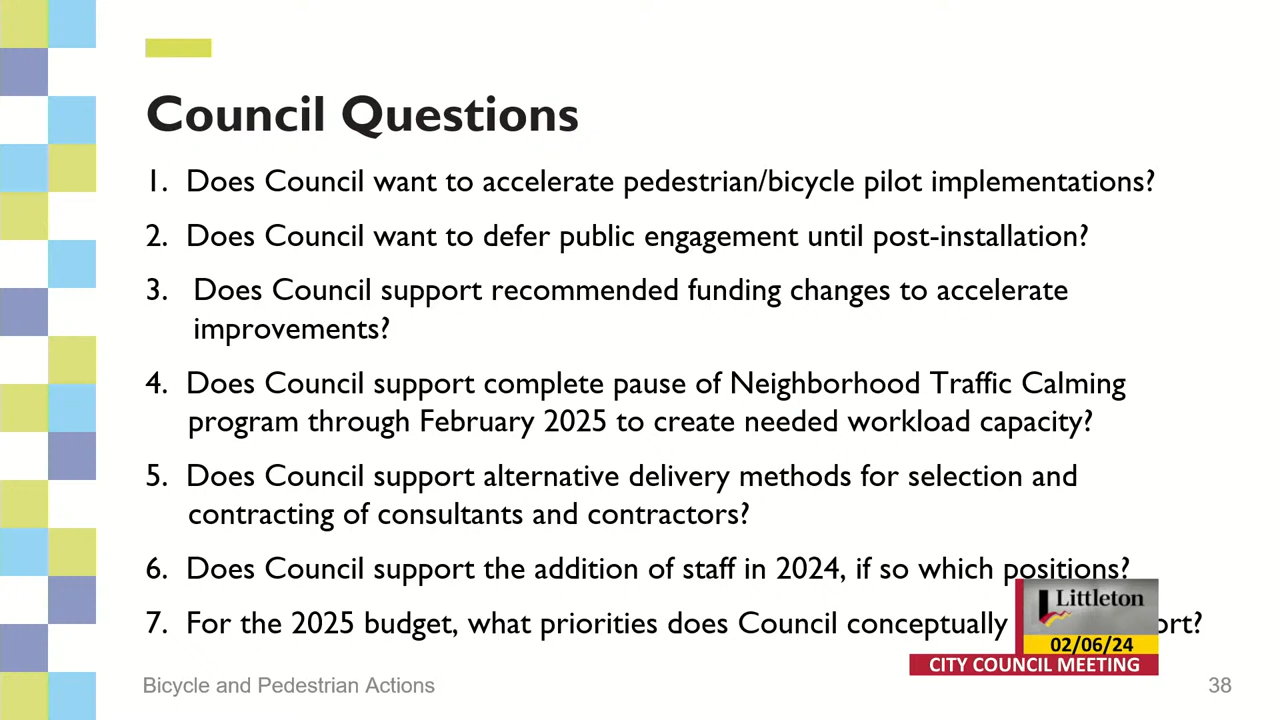 Council Questions
1. Does Council want to accelerate pedestrian/bicycle pilot implementations?
2. Does Council want to defer public engagement until post-installation?
3. Does Council support recommended funding changes to accelerate
improvements?
4. Does Council support complete pause of Neighborhood Traffic Calming
program through February 2025 to create needed workload capacity?
5. Does Council support alternative delivery methods for selection and
contracting of consultants and contractors?
6. Does Council support the addition of staff in 2024, if so which positions?
7. For the 2025 budget, what priorities does Council conceptually
Littleton
02/06/24
CITY COUNCIL MEETING
Bicycle and Pedestrian Actions
38